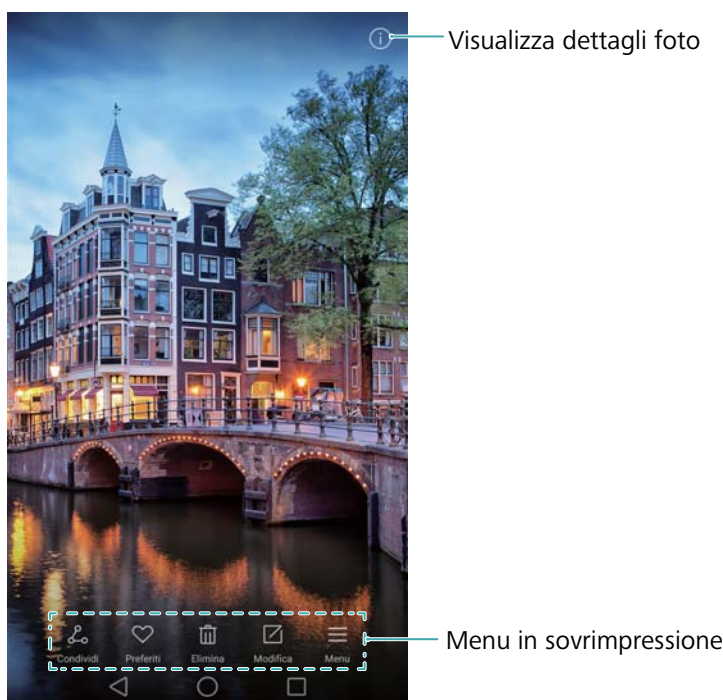 Visualizza dettagli foto
Condividi Preferiti Elimina Modifica Menu
Menu in sovrimpressione